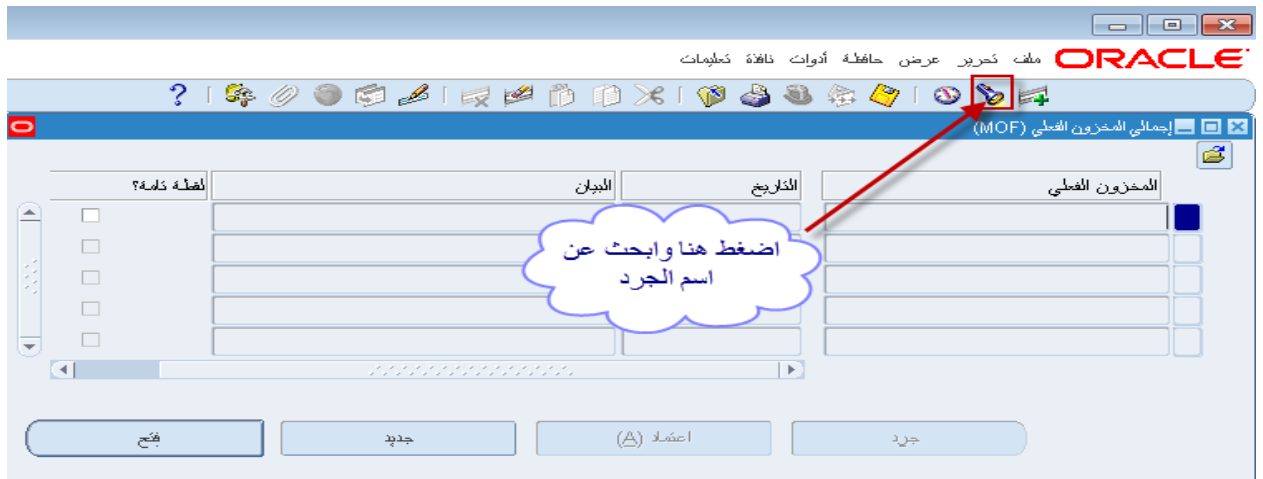 ORACLE ملف تحرير عرض حافظة أدوات نافذة تعليمات
?
إجمالي المخزون الفعلي (MOF)
المخزون الفعلي التاريخ البيان لقطة تامة؟
اضغط هنا وابحث عن
اسم الجرد
جرد اعتماد (A) جديد فتح